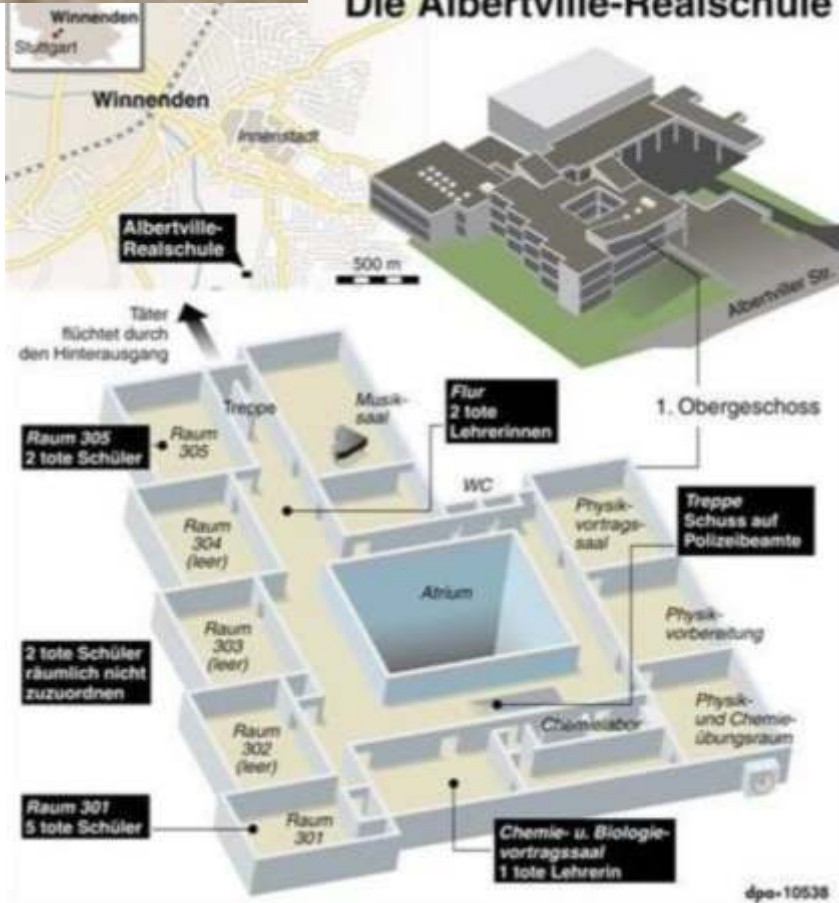 Die Albertville-Realschule
Winnenden
Stuttgart
Winnenden
Innenstadt
Albertville-
Realschule
500 m
Albertviller Str.
Täter
flüchtet durch
den Hinterausgang
1. Obergeschoss
Treppe
Musik-
saal
Flur
2 tote
Lehrerinnen
Raum 305
2 tote Schüler
Raum
305
WC
Physik-
vortrags-
saal
Treppe
Schuss auf
Polizeibeamte
Raum
304
(leer)
Atrium
Physik-
vorbereitung
Raum
303
(leer)
2 tote Schüler
räumlich nicht
zuzuordnen
Raum
302
(leer)
Chemielabor
Physik-
und Chemie-
übungsraum
Raum 301
5 tote Schüler
Raum
301
Chemie- u. Biologie-
vortragssaal
1 tote Lehrerin
dpa-10538